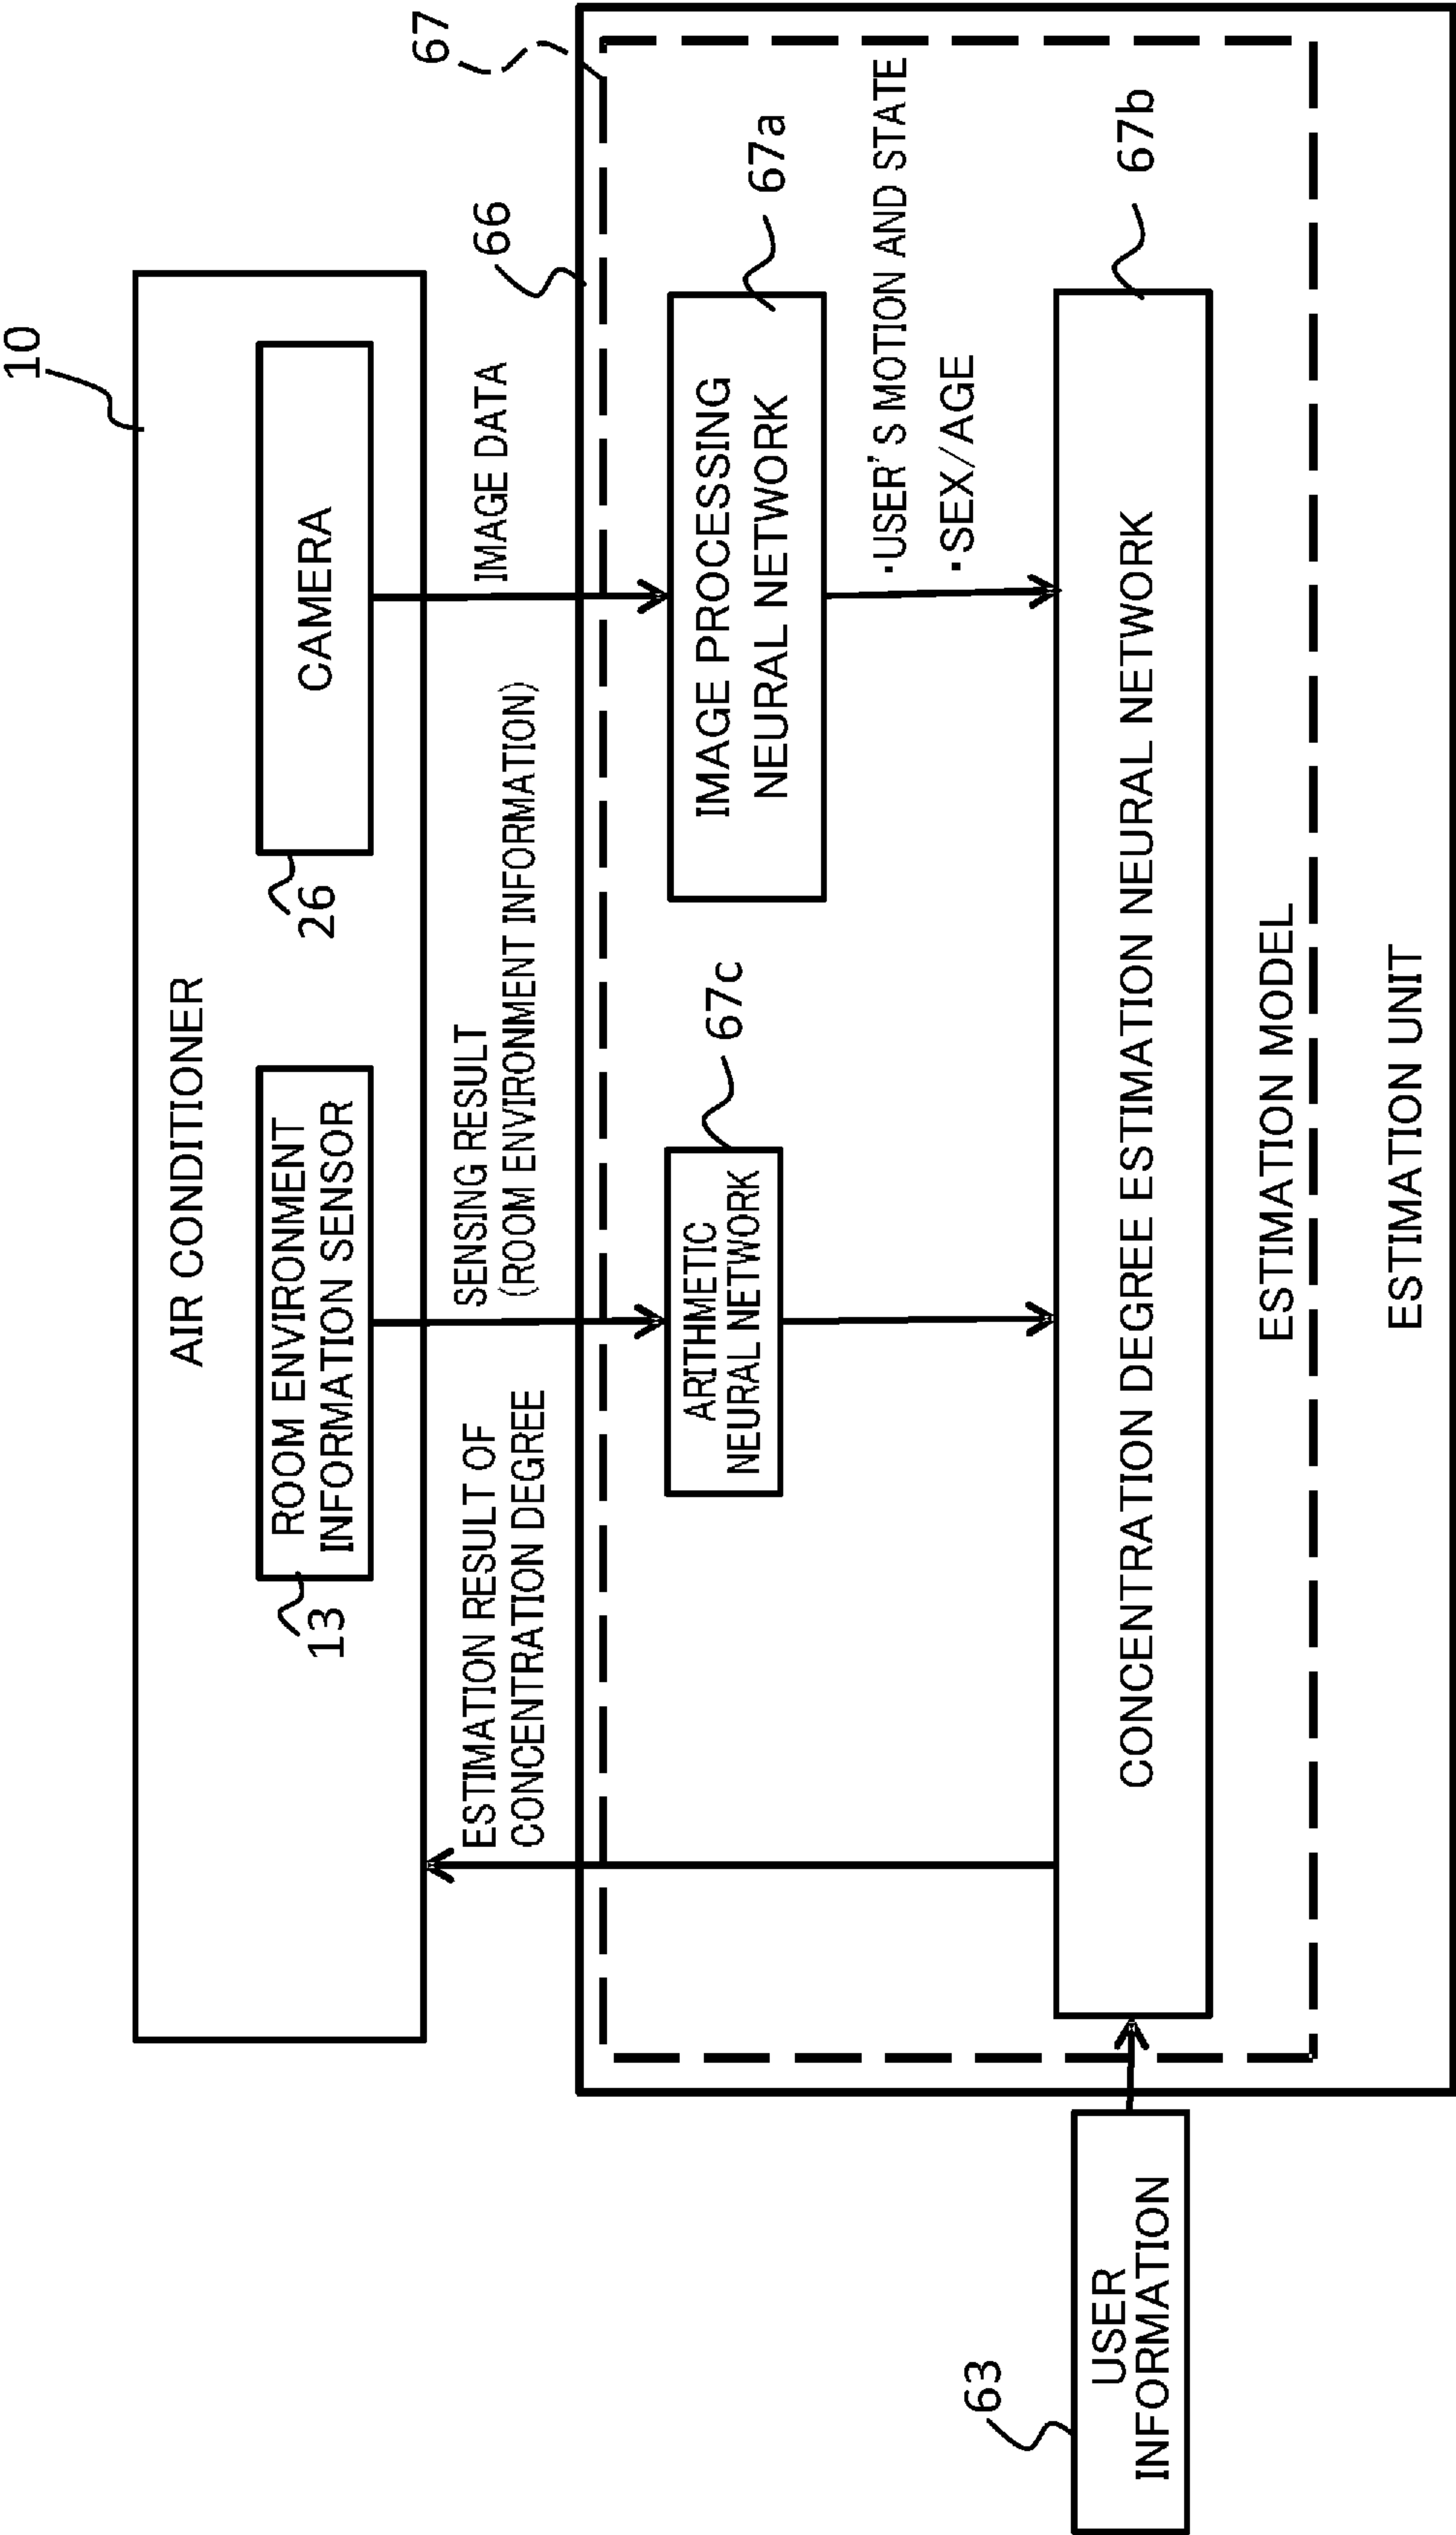 10
AIR CONDITIONER
13
ROOM ENVIRONMENT
INFORMATION SENSOR
26
CAMERA
ESTIMATION RESULT OF
CONCENTRATION DEGREE
SENSING RESULT
(ROOM ENVIRONMENT INFORMATION)
IMAGE DATA
66
67
67c
ARITHMETIC
NEURAL NETWORK
IMAGE PROCESSING
NEURAL NETWORK
67a
・USER'S MOTION AND STATE
・SEX/AGE
63
USER
INFORMATION
CONCENTRATION DEGREE ESTIMATION NEURAL NETWORK
67b
ESTIMATION MODEL
ESTIMATION UNIT